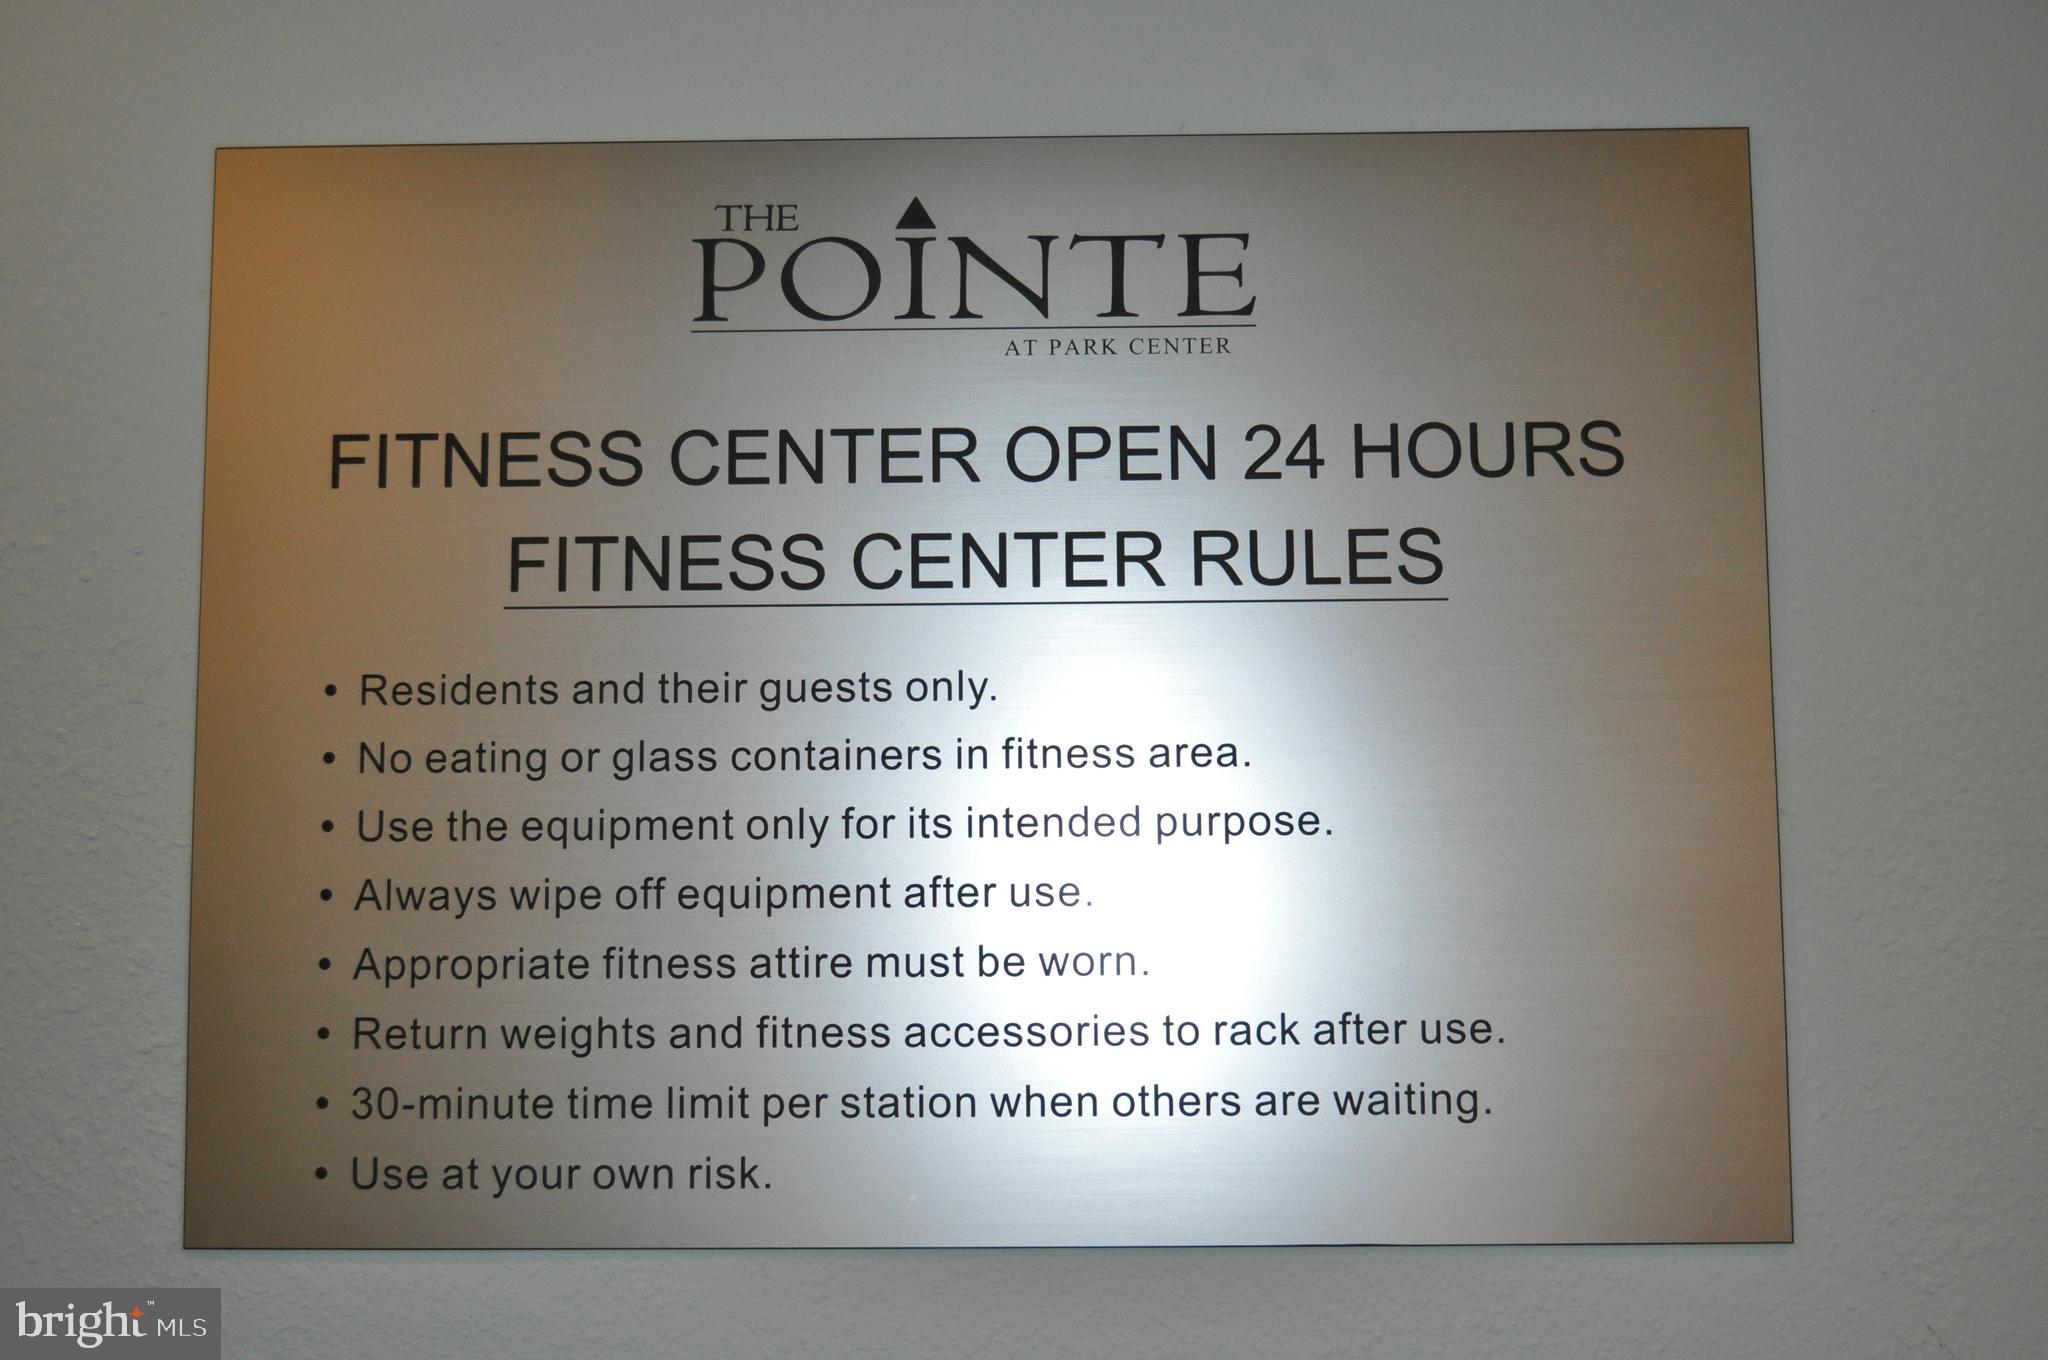 THE
POINTE
AT PARK CENTER
FITNESS CENTER OPEN 24 HOURS
FITNESS CENTER RULES
• Residents and their guests only.
• No eating or glass containers in fitness area.
• Use the equipment only for its intended purpose.
• Always wipe off equipment after use.
• Appropriate fitness attire must be worn.
• Return weights and fitness accessories to rack after use.
• 30-minute time limit per station when others are waiting.
• Use at your own risk.
bright™ MLS